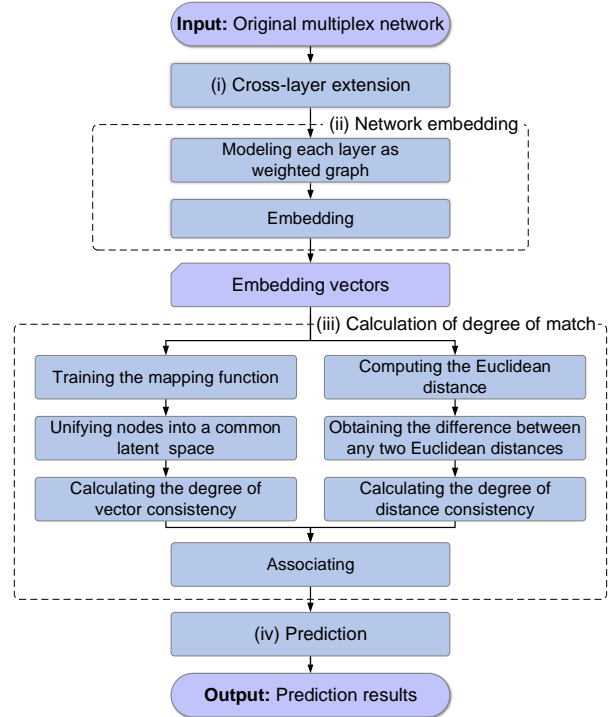 Input: Original multiplex network
(i) Cross-layer extension
(ii) Network embedding
Modeling each layer as
weighted graph
Embedding
Embedding vectors
(iii) Calculation of degree of match
Training the mapping function
Computing the Euclidean
distance
Unifying nodes into a common
latent space
Obtaining the difference between
any two Euclidean distances
Calculating the degree of
vector consistency
Calculating the degree of
distance consistency
Associating
(iv) Prediction
Output: Prediction results